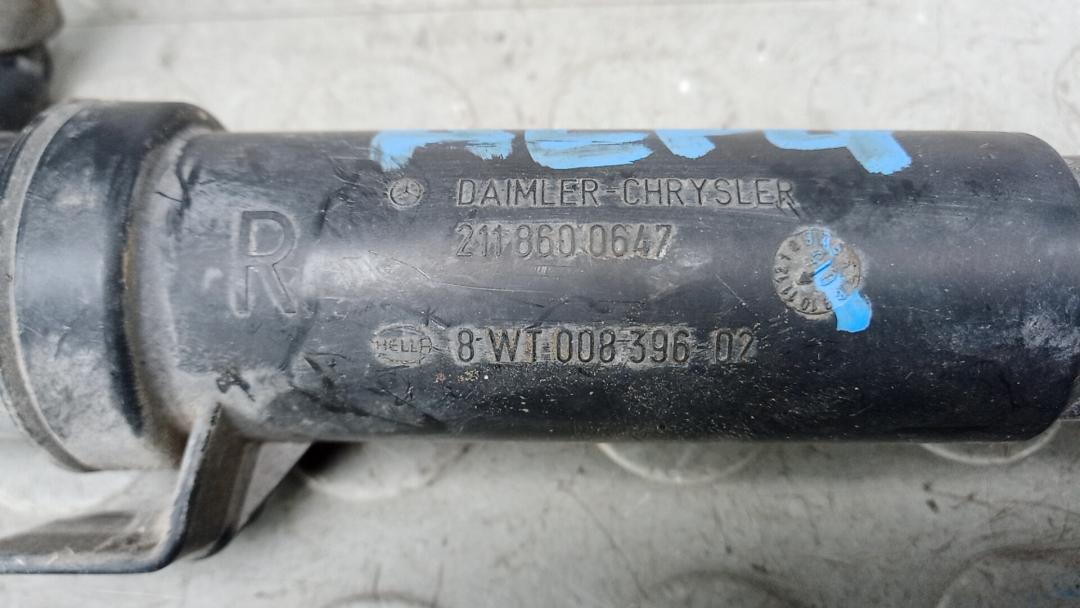 DAIMLER-CHRYSLER
211 860 0647
R
HELLA 8 WT 008 396-02